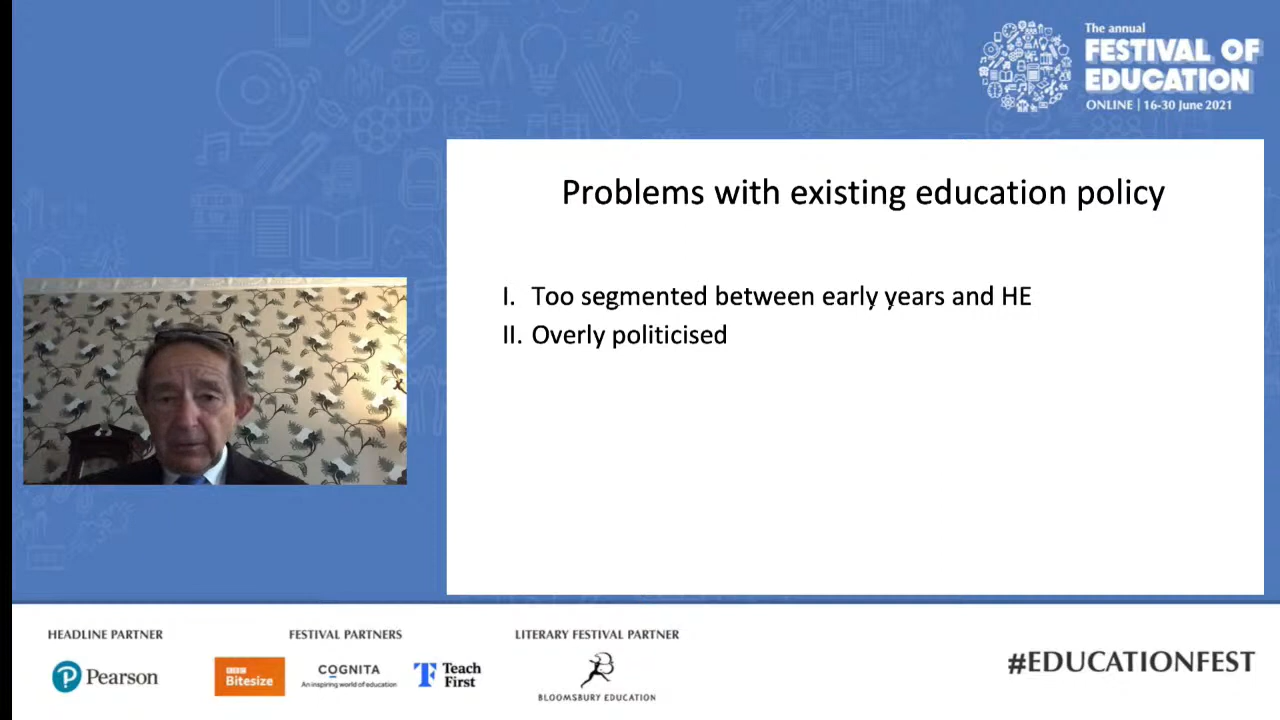 The annual
FESTIVAL OF
EDUCATION
ONLINE | 16-30 June 2021
Problems with existing education policy
I. Too segmented between early years and HE
II. Overly politicised
HEADLINE PARTNER
FESTIVAL PARTNERS
LITERARY FESTIVAL PARTNER
Pearson
BBC
Bitesize
COGNITA
An inspiring world of education
Teach
First
BLOOMSBURY EDUCATION
#EDUCATIONFEST